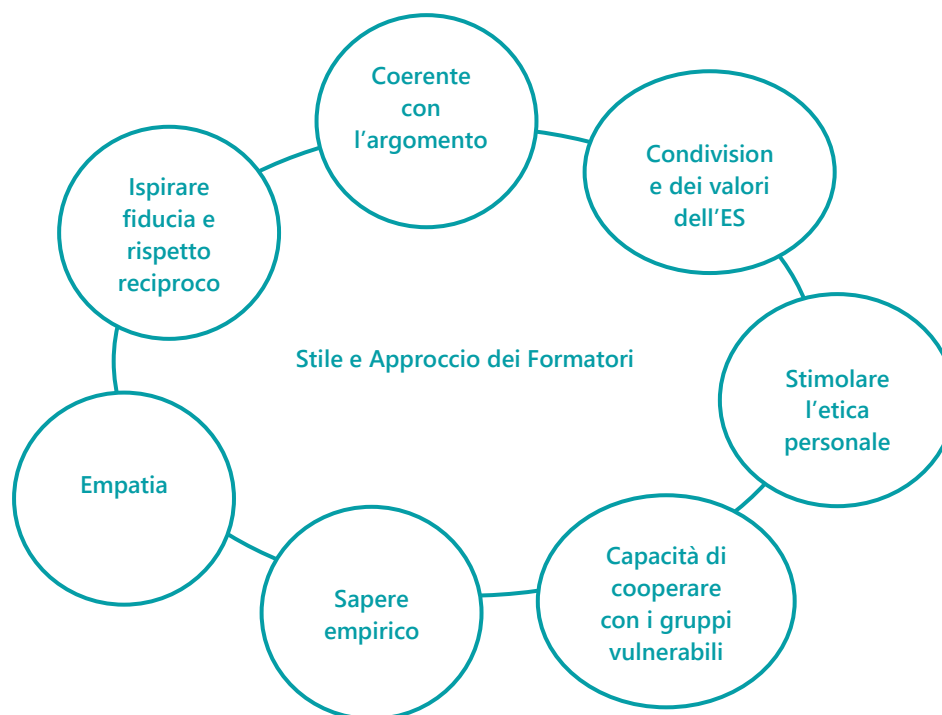 Coerente
con
l'argomento
Condivision
e dei valori
dell'ES
Stimolare
l'etica
personale
Capacità di
cooperare
con i gruppi
vulnerabili
Sapere
empirico
Empatia
Ispirare
fiducia e
rispetto
reciproco
Stile e Approccio dei Formatori